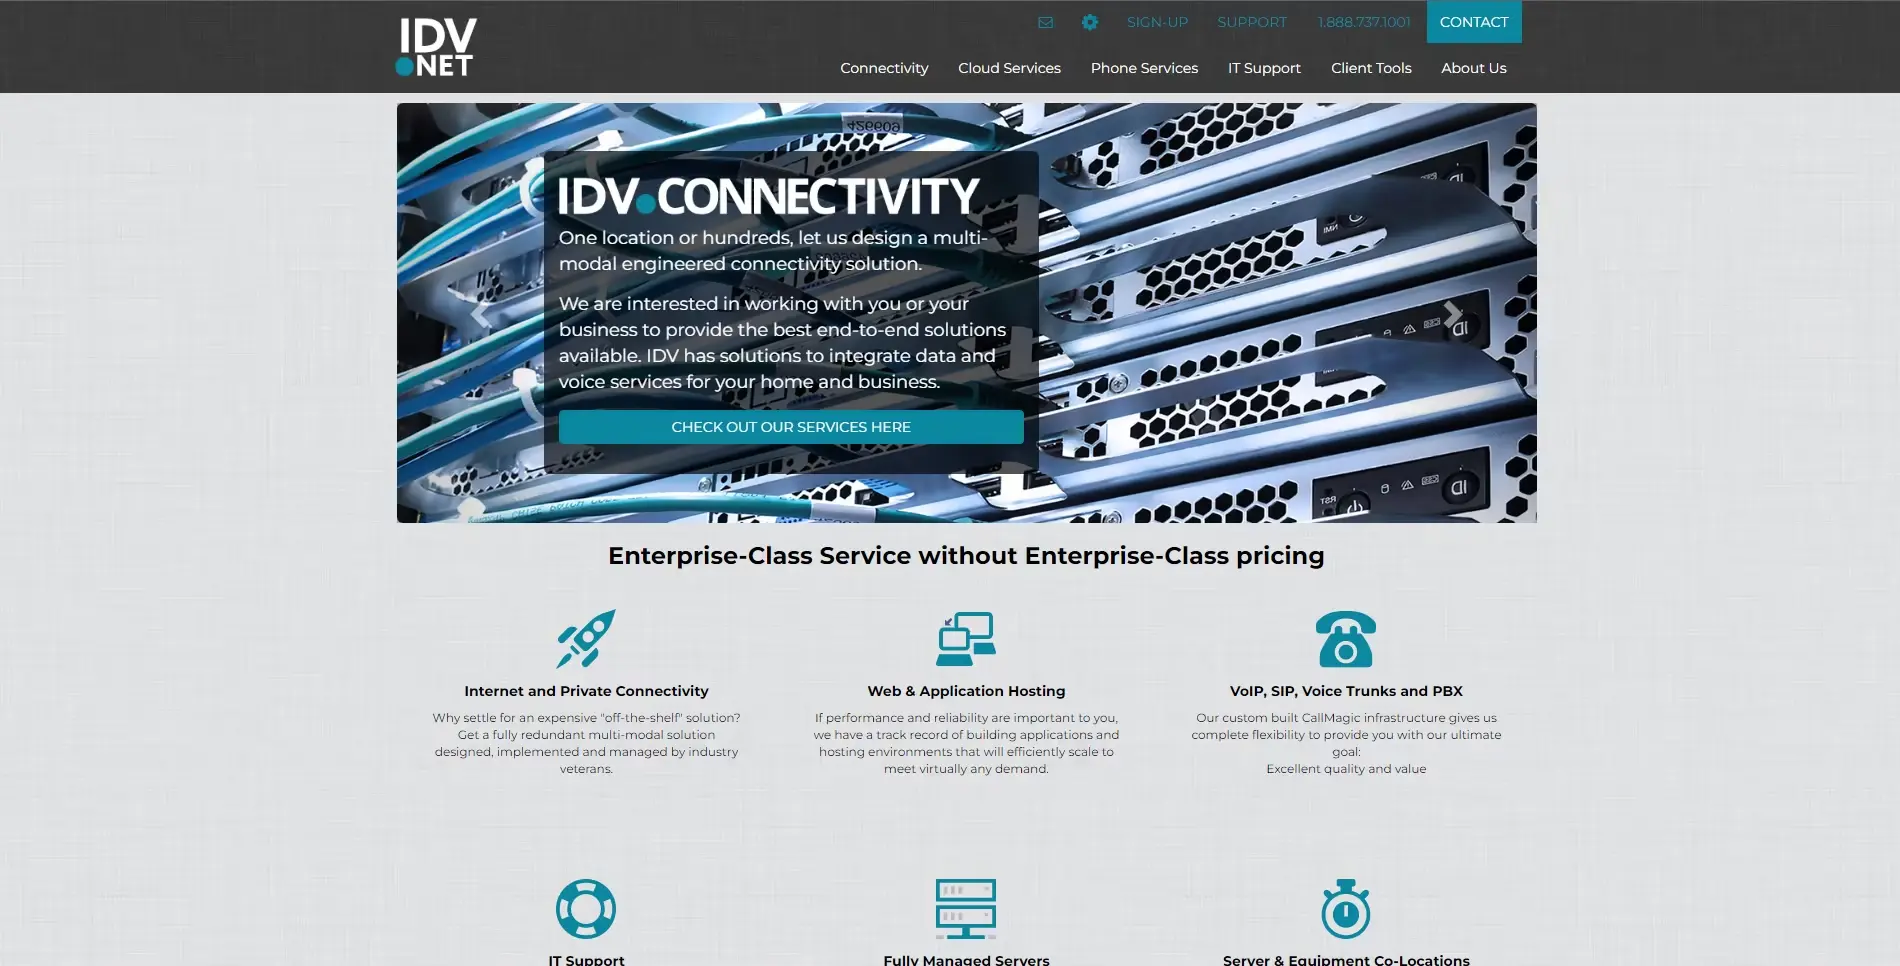 IDV
NET
SIGN-UP SUPPORT 1.888.737.1001 CONTACT
Connectivity Cloud Services Phone Services IT Support Client Tools About Us
426609
IDV CONNECTIVITY
One location or hundreds, let us design a multi-
modal engineered connectivity solution.
We are interested in working with you or your
business to provide the best end-to-end solutions
available. IDV has solutions to integrate data and
voice services for your home and business.
CHECK OUT OUR SERVICES HERE
Enterprise-Class Service without Enterprise-Class pricing
Internet and Private Connectivity
Why settle for an expensive "off-the-shelf" solution?
Get a fully redundant multi-modal solution
designed, implemented and managed by industry
veterans.
Web & Application Hosting
If performance and reliability are important to you,
we have a track record of building applications and
hosting environments that will efficiently scale to
meet virtually any demand.
VoIP, SIP, Voice Trunks and PBX
Our custom built CallMagic infrastructure gives us
complete flexibility to provide you with our ultimate
goal:
Excellent quality and value
IT Support
Fully Managed Servers
Server & Equipment Co-Locations